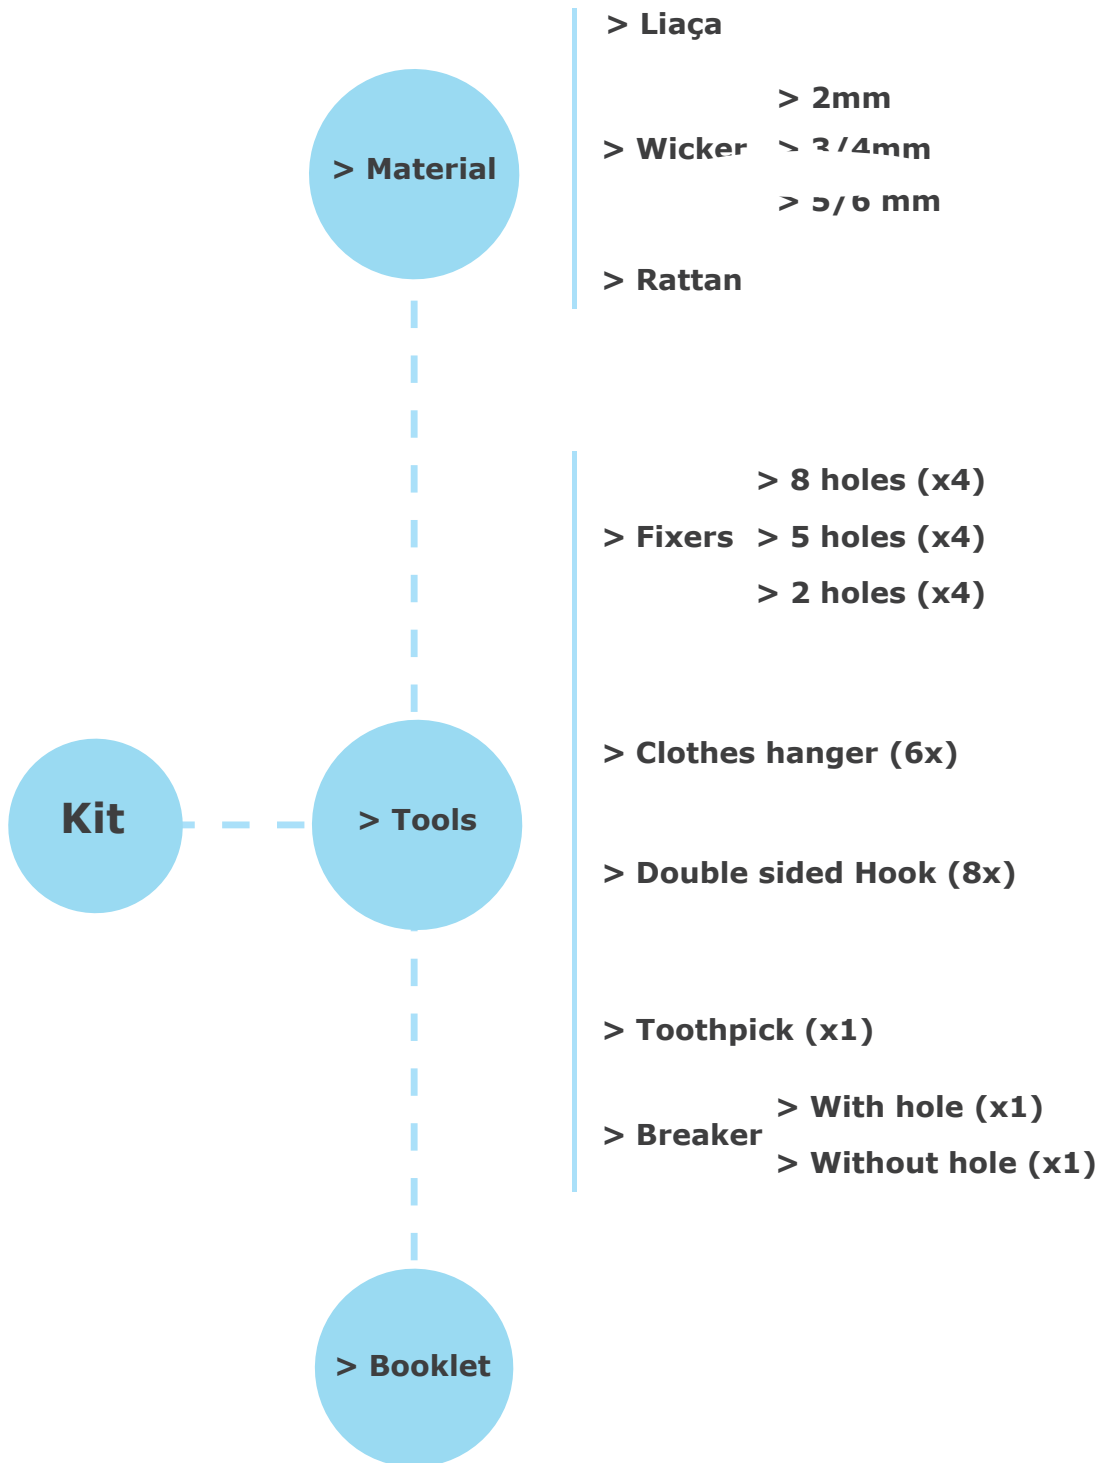 > Liaça
> 2mm
> Wicker > 3/4mm
> Material
> 5/6 mm
> Rattan
> 8 holes (x4)
> Fixers > 5 holes (x4)
> 2 holes (x4)
> Clothes hanger (6x)
Kit
> Tools
> Double sided Hook (8x)
> Toothpick (x1)
> With hole (x1)
> Breaker
> Without hole (x1)
> Booklet